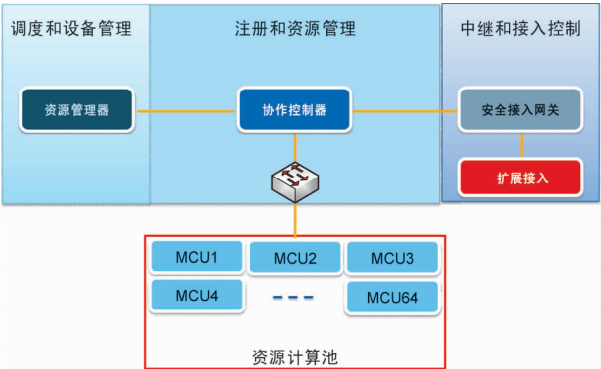 调度和设备管理
注册和资源管理
中继和接入控制
资源管理器
协作控制器
安全接入网关
扩展接入
MCU1
MCU2
MCU3
MCU4
MCU64
资源计算池